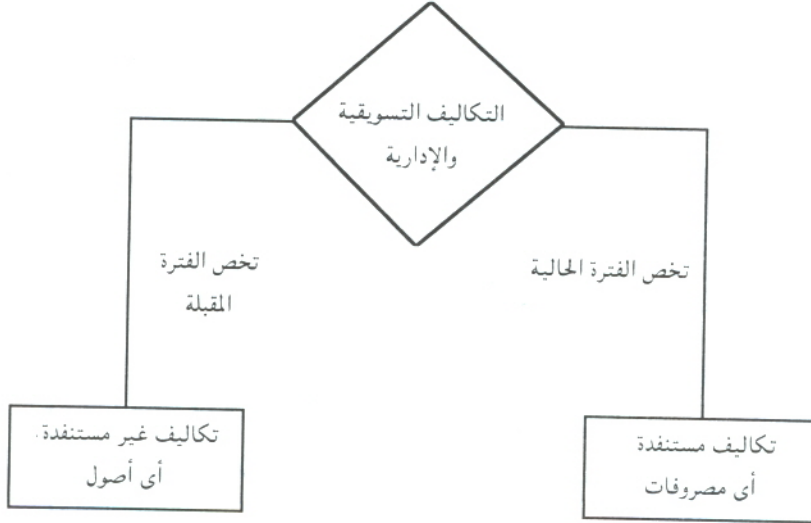 التكاليف التسويقية
والإدارية
تخص الفترة الحالية
تخص الفترة
المقبلة
تكاليف مستنفدة
أى مصروفات
تكاليف غير مستنفدة
أى أصول